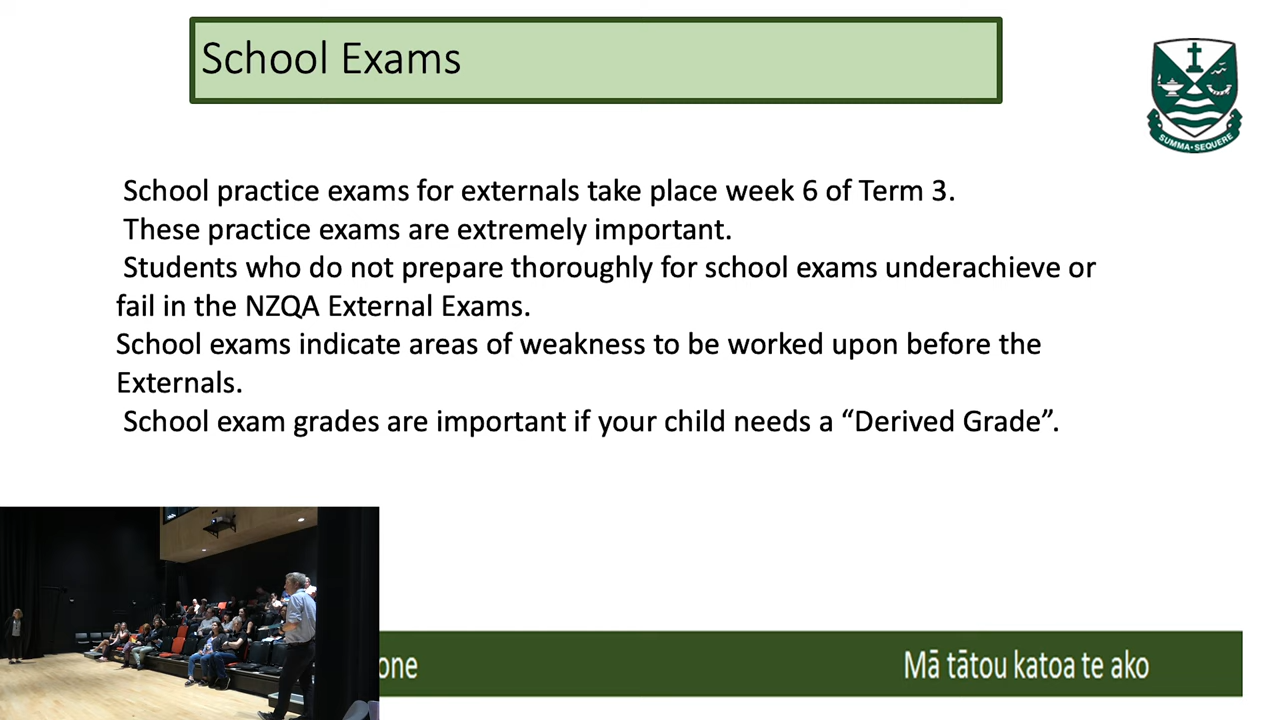 School Exams
SUMMA · SEQUERE
School practice exams for externals take place week 6 of Term 3.
These practice exams are extremely important.
Students who do not prepare thoroughly for school exams underachieve or
fail in the NZQA External Exams.
School exams indicate areas of weakness to be worked upon before the
Externals.
School exam grades are important if your child needs a “Derived Grade”.
one
Mā tātou katoa te ako